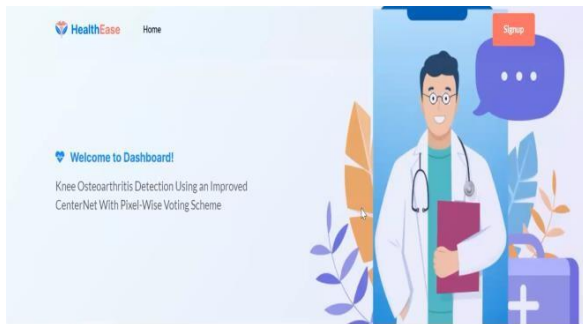 HealthEase
Home
Signup
Welcome to Dashboard!
Knee Osteoarthritis Detection Using an Improved
CenterNet With Pixel-Wise Voting Scheme